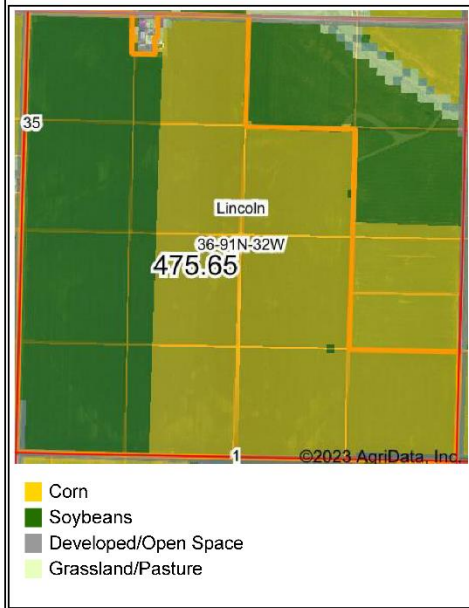 35
Lincoln
36-91N-32W
475.65
1
©2023 AgriData, Inc.
Corn
Soybeans
Developed/Open Space
Grassland/Pasture